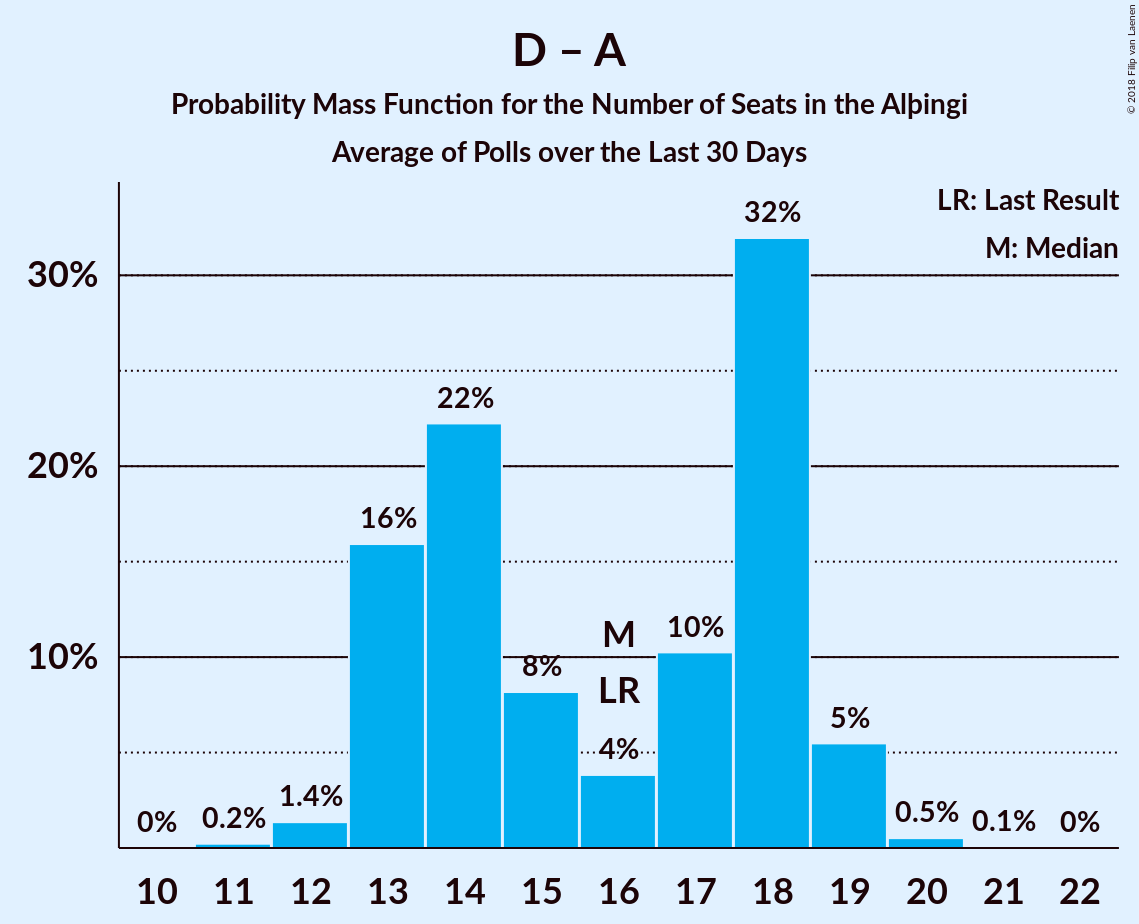 D – A
Probability Mass Function for the Number of Seats in the Alþingi
Average of Polls over the Last 30 Days
© 2018 Filip van Laenen
LR: Last Result
M: Median
30%
20%
10%
0%
0.2%
1.4%
16%
22%
8%
M
LR
4%
10%
32%
5%
0.5%
0.1%
0%
10 11 12 13 14 15 16 17 18 19 20 21 22